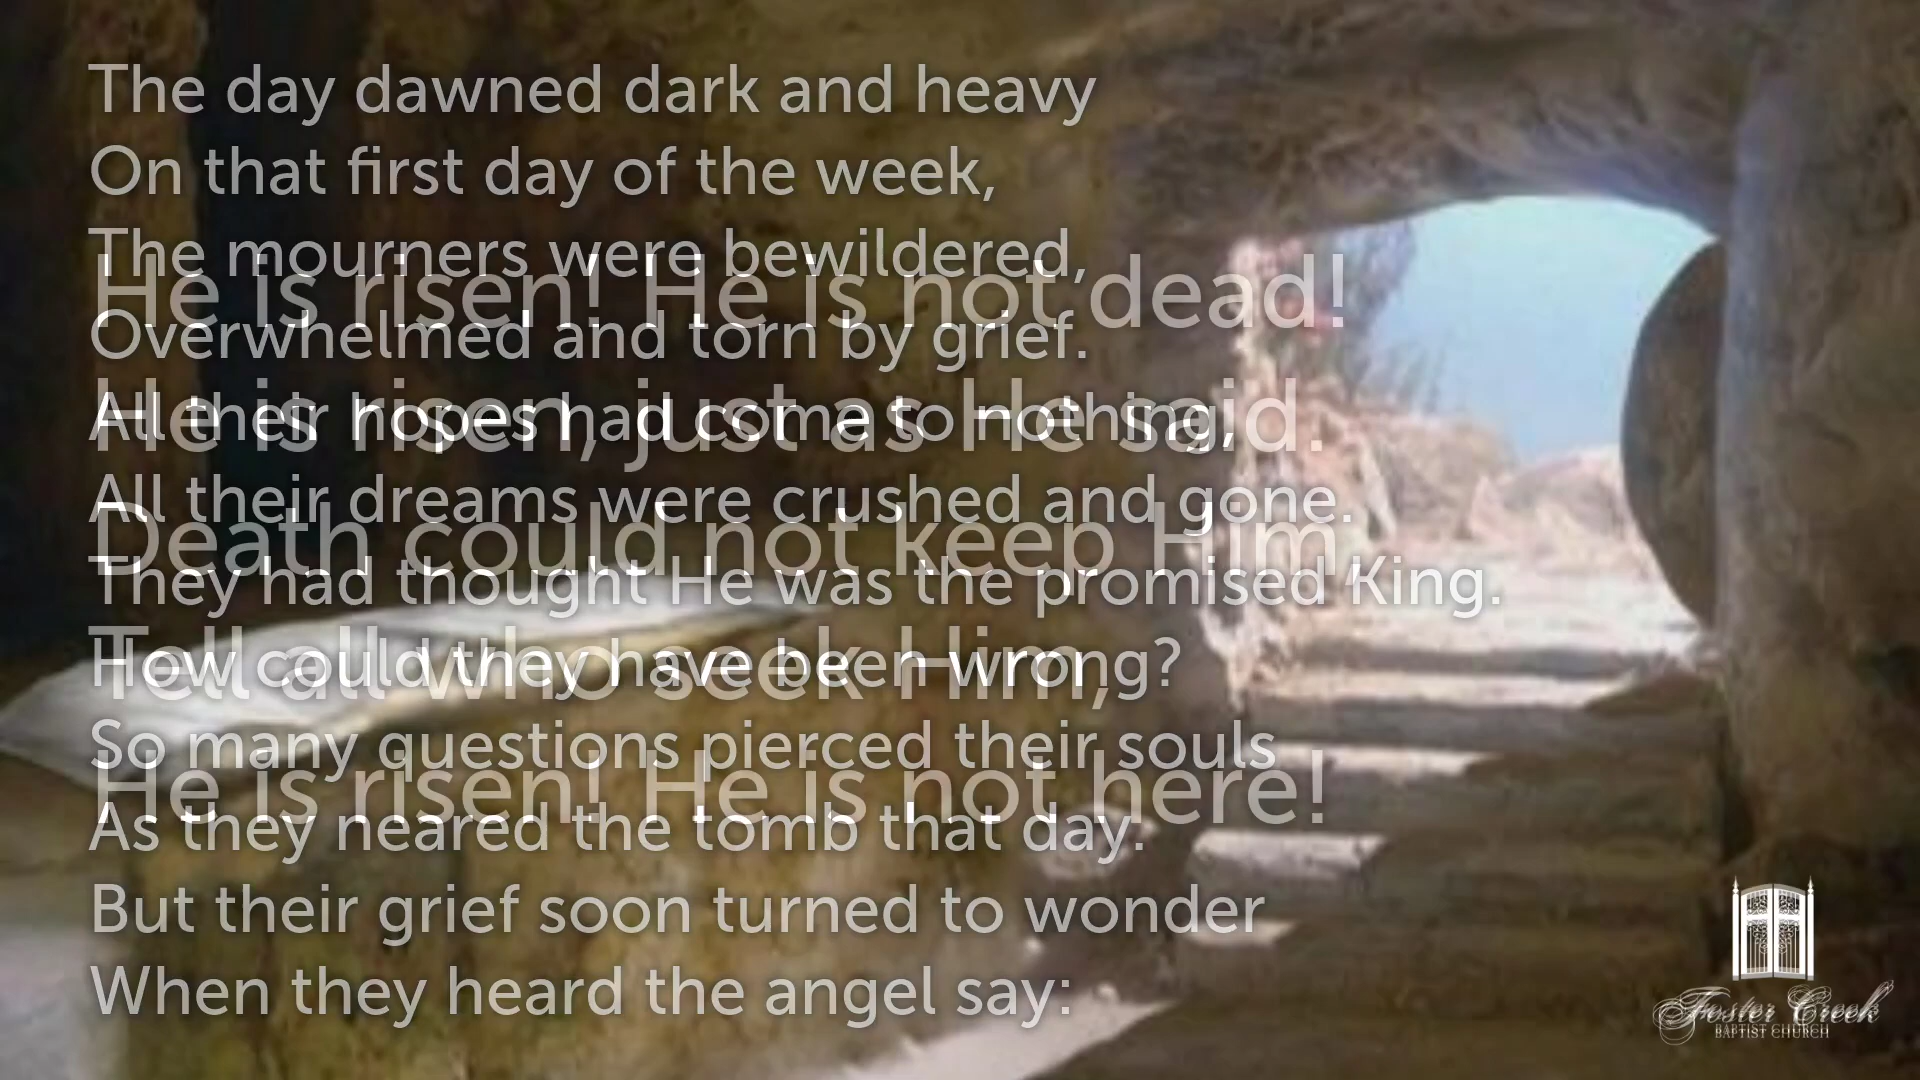 The day dawned dark and heavy
On that first day of the week,
The mourners were bewildered,
Overwhelmed and torn by grief.
All their hopes had come to nothing,
All their dreams were crushed and gone.
They had thought He was the promised King.
How could they have been wrong?
So many questions pierced their souls
As they neared the tomb that day.
But their grief soon turned to wonder
When they heard the angel say:
He is risen! He is not dead!
He is risen, just as He said.
Death could not keep Him,
Tell all who seek Him,
He is risen! He is not here!
Foster Creek
BAPTIST CHURCH